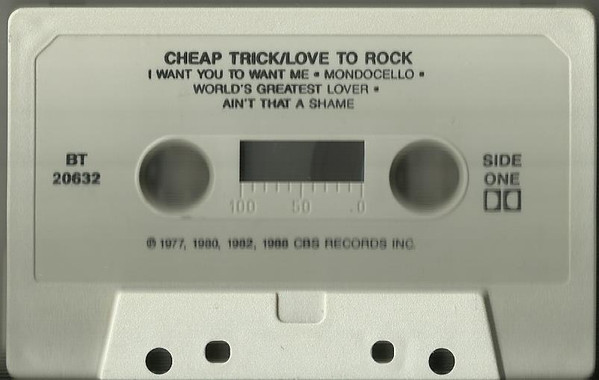 CHEAP TRICK/LOVE TO ROCK
I WANT YOU TO WANT ME • MONDOCELLO •
WORLD'S GREATEST LOVER •
AIN'T THAT A SHAME
BT
20632
SIDE
ONE
100 50 .0
℗ 1977, 1980, 1982, 1988 CBS RECORDS INC.